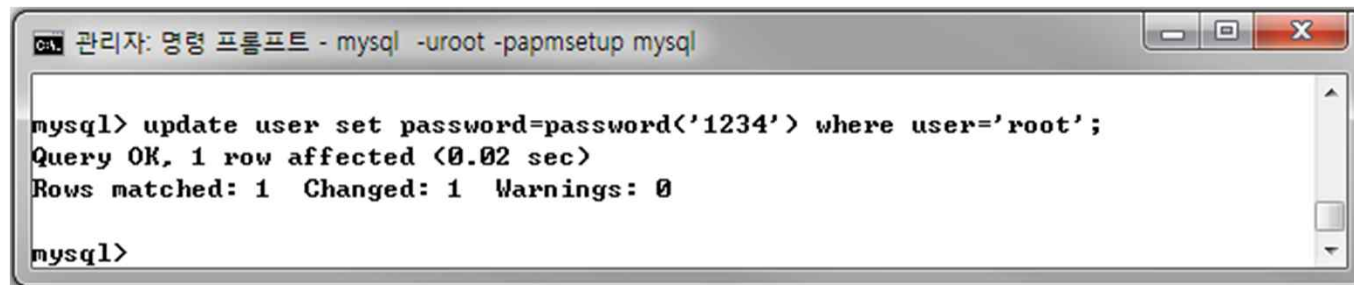 관리자: 명령 프롬프트 - mysql -uroot -papmsetup mysql
mysql> update user set password=password('1234') where user='root';
Query OK, 1 row affected (0.02 sec)
Rows matched: 1  Changed: 1  Warnings: 0
mysql>